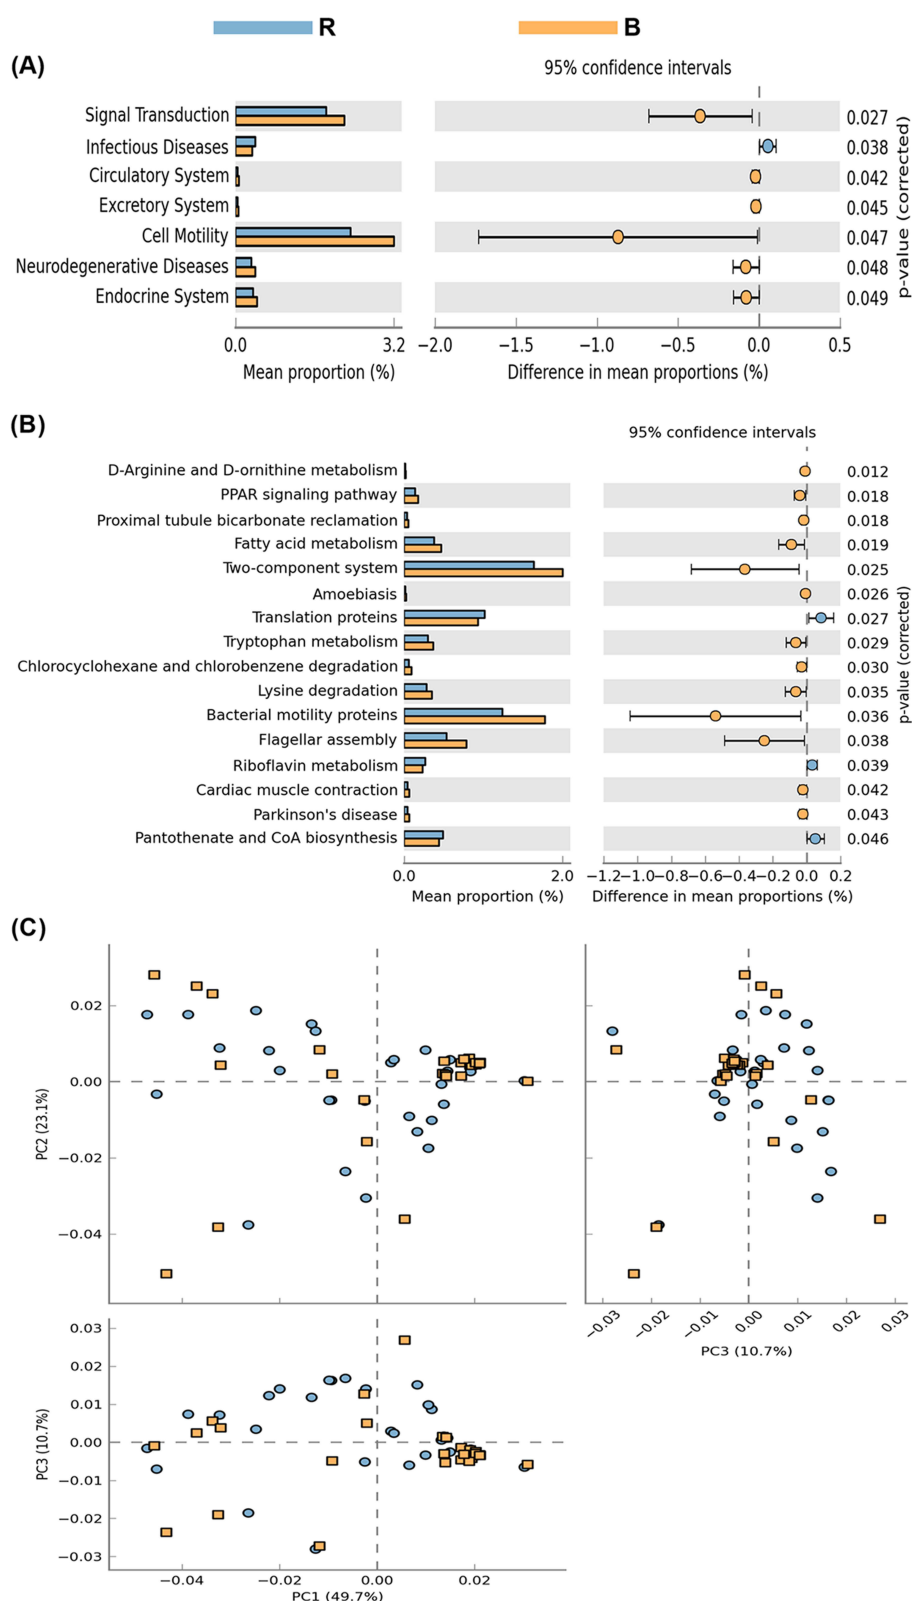 R B
(A)
95% confidence intervals
Signal Transduction 0.027
Infectious Diseases 0.038
Circulatory System 0.042
Excretory System 0.045
Cell Motility 0.047
Neurodegenerative Diseases 0.048
Endocrine System 0.049
p-value (corrected)
0.0 3.2 −2.0 −1.5 −1.0 −0.5 0.0 0.5
Mean proportion (%) Difference in mean proportions (%)
(B)
95% confidence intervals
D-Arginine and D-ornithine metabolism 0.012
PPAR signaling pathway 0.018
Proximal tubule bicarbonate reclamation 0.018
Fatty acid metabolism 0.019
Two-component system 0.025
Amoebiasis 0.026
Translation proteins 0.027
Tryptophan metabolism 0.029
Chlorocyclohexane and chlorobenzene degradation 0.030
Lysine degradation 0.035
Bacterial motility proteins 0.036
Flagellar assembly 0.038
Riboflavin metabolism 0.039
Cardiac muscle contraction 0.042
Parkinson's disease 0.043
Pantothenate and CoA biosynthesis 0.046
p-value (corrected)
0.0 2.0 −1.2−1.0−0.8−0.6−0.4−0.2 0.0 0.2
Mean proportion (%) Difference in mean proportions (%)
(C)
0.02
0.00
−0.02
−0.04
PC2 (23.1%)
−0.03 −0.02 −0.01 0.00 0.01 0.02 0.03
PC3 (10.7%)
0.03
0.02
0.01
0.00
−0.01
−0.02
−0.03
PC3 (10.7%)
−0.04 −0.02 0.00 0.02
PC1 (49.7%)